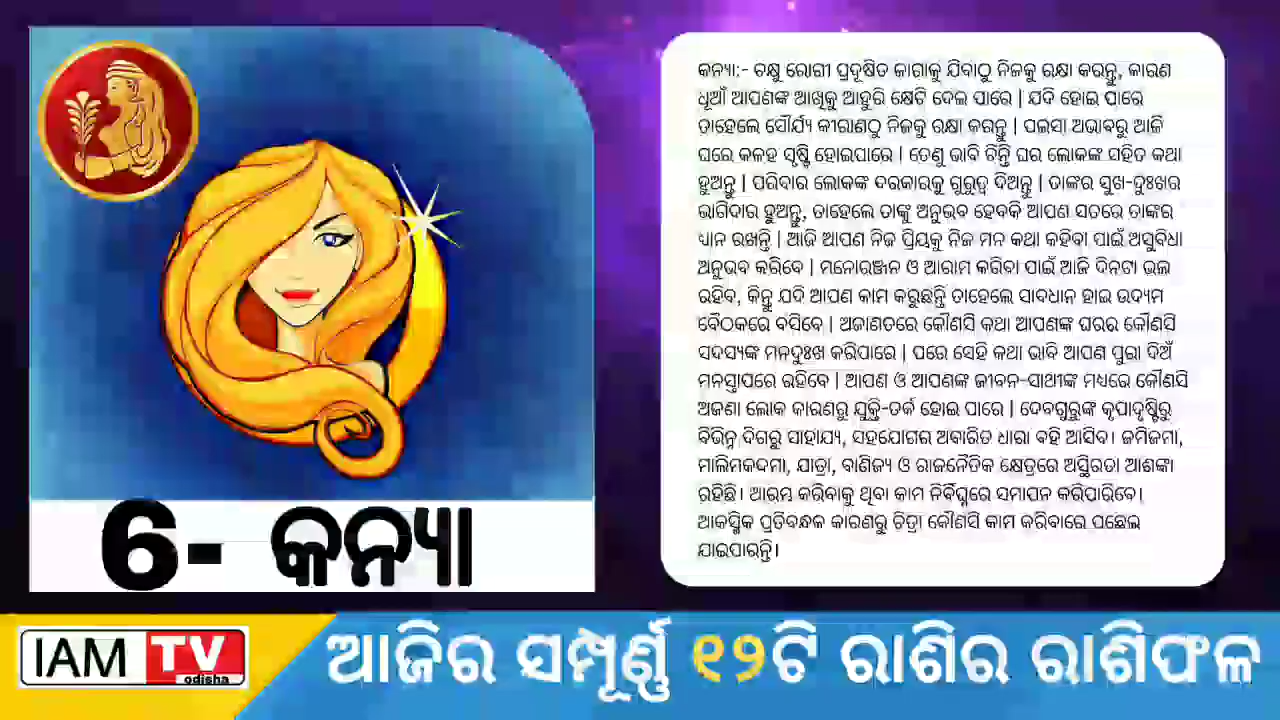 କନ୍ୟା:- ଚକ୍ଷୁ ରୋଗୀ ପ୍ରଦୂଷିତ ଜାଗାକୁ ଯିବାଠୁ ନିଜକୁ ରକ୍ଷା କରନ୍ତୁ, କାରଣ
ଧୂଆଁ ଆପଣଙ୍କ ଆଖିକୁ ଆହୁରି କ୍ଷେତି ଦେଇ ପାରେ | ଯଦି ହୋଇ ପାରେ
ତାହେଲେ ସୌର୍ଯ୍ୟ କୀରାଣଠୁ ନିଜକୁ ରକ୍ଷା କରନ୍ତୁ | ପଇସା ଅଭାବରୁ ଆଜି
ଘରେ କଳହ ସୃଷ୍ଟି ହୋଇପାରେ | ତେଣୁ ଭାବି ଚିନ୍ତି ଘର ଲୋକଙ୍କ ସହିତ କଥା
ହୁଅନ୍ତୁ | ପରିବାର ଲୋକଙ୍କ ଦରକାରକୁ ଗୁରୁତ୍ୱ ଦିଅନ୍ତୁ | ତାଙ୍କର ସୁଖ-ଦୁଃଖର
ଭାଗିଦାର ହୁଅନ୍ତୁ, ତାହେଲେ ତାଙ୍କୁ ଅନୁଭବ ହେବକି ଆପଣ ସତରେ ତାଙ୍କର
ଧ୍ୟାନ ରଖନ୍ତି | ଆଜି ଆପଣ ନିଜ ପ୍ରିୟକୁ ନିଜ ମନ କଥା କହିବା ପାଇଁ ଅସୁବିଧା
ଅନୁଭବ କରିବେ | ମନୋରଞ୍ଜନ ଓ ଆରାମ କରିବା ପାଇଁ ଆଜି ଦିନଟା ଭଲ
ରହିବ, କିନ୍ତୁ ଯଦି ଆପଣ କାମ କରୁଛନ୍ତି ତାହେଲେ ସାବଧାନ ହାଇ ଉଦ୍ୟମ
ବୈଠକରେ ବସିବେ | ଅଜାଣତରେ କୌଣସି କଥା ଆପଣଙ୍କ ଘରର କୌଣସି
ସଦସ୍ୟଙ୍କ ମନଦୁଃଖ କରିପାରେ | ପରେ ସେହି କଥା ଭାବି ଆପଣ ପୁରା ଦିଅଁ
ମନସ୍ତାପରେ ରହିବେ | ଆପଣ ଓ ଆପଣଙ୍କ ଜୀବନ-ସାଥୀଙ୍କ ମଧ୍ୟରେ କୌଣସି
ଅଜଣା ଲୋକ କାରଣରୁ ଯୁକ୍ତି-ତର୍କ ହୋଇ ପାରେ | ଦେବଗୁରୁଙ୍କ କୃପାଦୃଷ୍ଟିରୁ
ବିଭିନ୍ନ ଦିଗରୁ ସାହାଯ୍ୟ, ସହଯୋଗର ଅବାରିତ ଧାରା ବହି ଆସିବ। ଜମିଜମା,
ମାଲିମକଦ୍ଦମା, ଯାତ୍ରା, ବାଣିଜ୍ୟ ଓ ରାଜନୈତିକ କ୍ଷେତ୍ରରେ ଅସ୍ଥିରତା ଆଶଙ୍କା
ରହିଛି। ଆରମ୍ଭ କରିବାକୁ ଥିବା କାମ ନିର୍ବିଘ୍ନରେ ସମାପନ କରିପାରିବେ।
ଆକସ୍ମିକ ପ୍ରତିବନ୍ଧକ କାରଣରୁ ଚିତ୍ରା କୌଣସି କାମ କରିବାରେ ପଛେଇ
ଯାଇପାରନ୍ତି।
6- କନ୍ୟା
IAM TV odisha
ଆଜିର ସମ୍ପୂର୍ଣ୍ଣ ୧୨ଟି ରାଶିର ରାଶିଫଳ